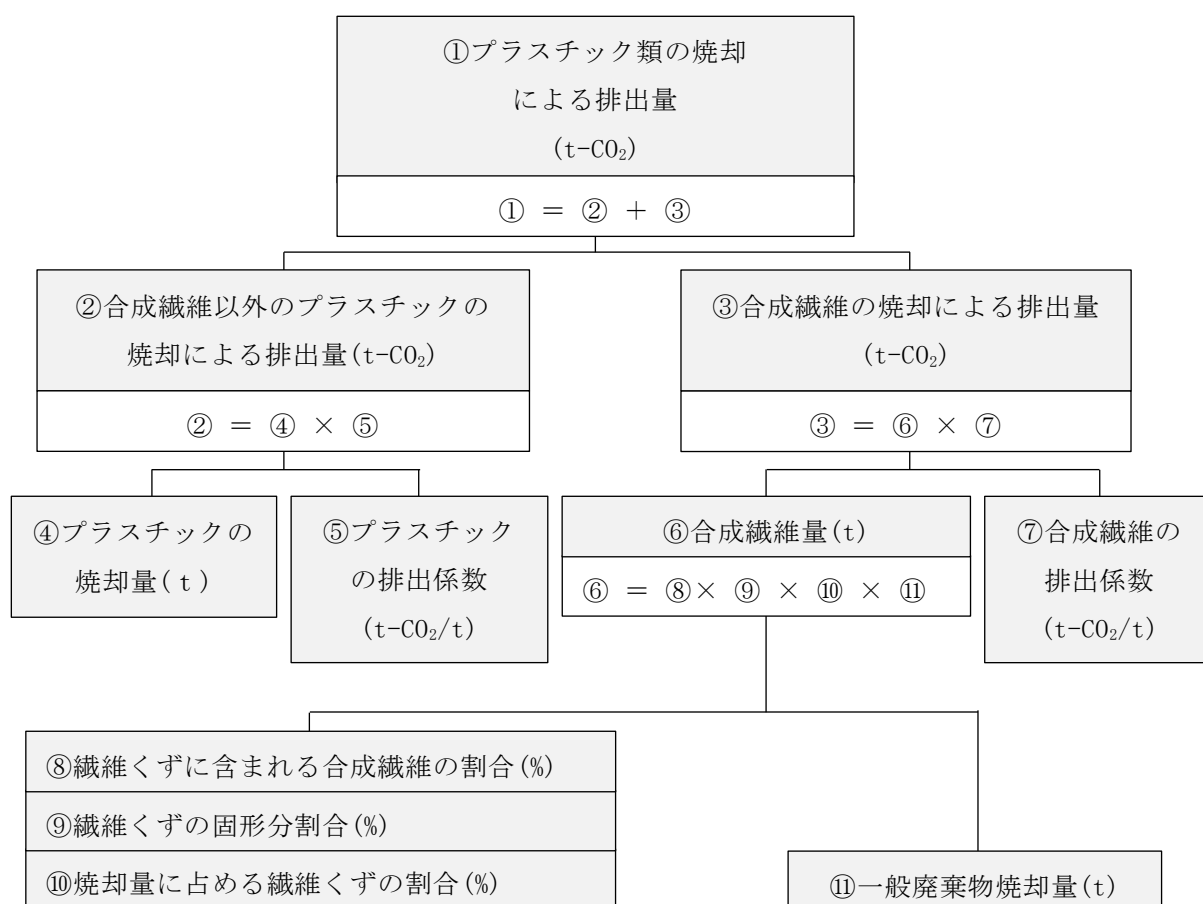 ①プラスチック類の焼却
による排出量
(t-CO₂)
① = ② + ③
②合成繊維以外のプラスチックの
焼却による排出量(t-CO₂)
② = ④ × ⑤
③合成繊維の焼却による排出量
(t-CO₂)
③ = ⑥ × ⑦
④プラスチックの
焼却量(t)
⑤プラスチック
の排出係数
(t-CO₂/t)
⑥合成繊維量(t)
⑥ = ⑧× ⑨ × ⑩ × ⑪
⑦合成繊維の
排出係数
(t-CO₂/t)
⑧繊維くずに含まれる合成繊維の割合(%)
⑨繊維くずの固形分割合(%)
⑩焼却量に占める繊維くずの割合(%)
⑪一般廃棄物焼却量(t)